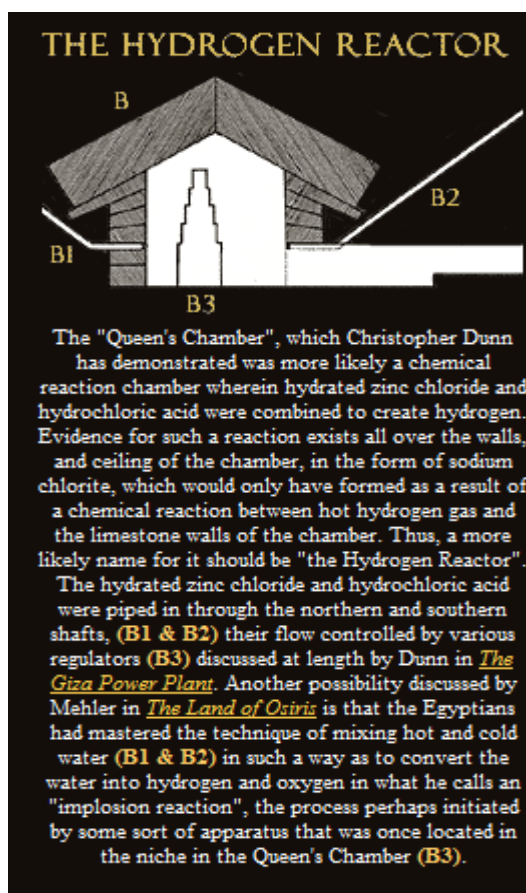 THE HYDROGEN REACTOR
B
B2
B1
B3
The "Queen's Chamber", which Christopher Dunn
has demonstrated was more likely a chemical
reaction chamber wherein hydrated zinc chloride and
hydrochloric acid were combined to create hydrogen.
Evidence for such a reaction exists all over the walls,
and ceiling of the chamber, in the form of sodium
chlorite, which would only have formed as a result of
a chemical reaction between hot hydrogen gas and
the limestone walls of the chamber. Thus, a more
likely name for it should be "the Hydrogen Reactor".
The hydrated zinc chloride and hydrochloric acid
were piped in through the northern and southern
shafts, (B1 & B2) their flow controlled by various
regulators (B3) discussed at length by Dunn in The
Giza Power Plant. Another possibility discussed by
Mehler in The Land of Osiris is that the Egyptians
had mastered the technique of mixing hot and cold
water (B1 & B2) in such a way as to convert the
water into hydrogen and oxygen in what he calls an
"implosion reaction", the process perhaps initiated
by some sort of apparatus that was once located in
the niche in the Queen's Chamber (B3).